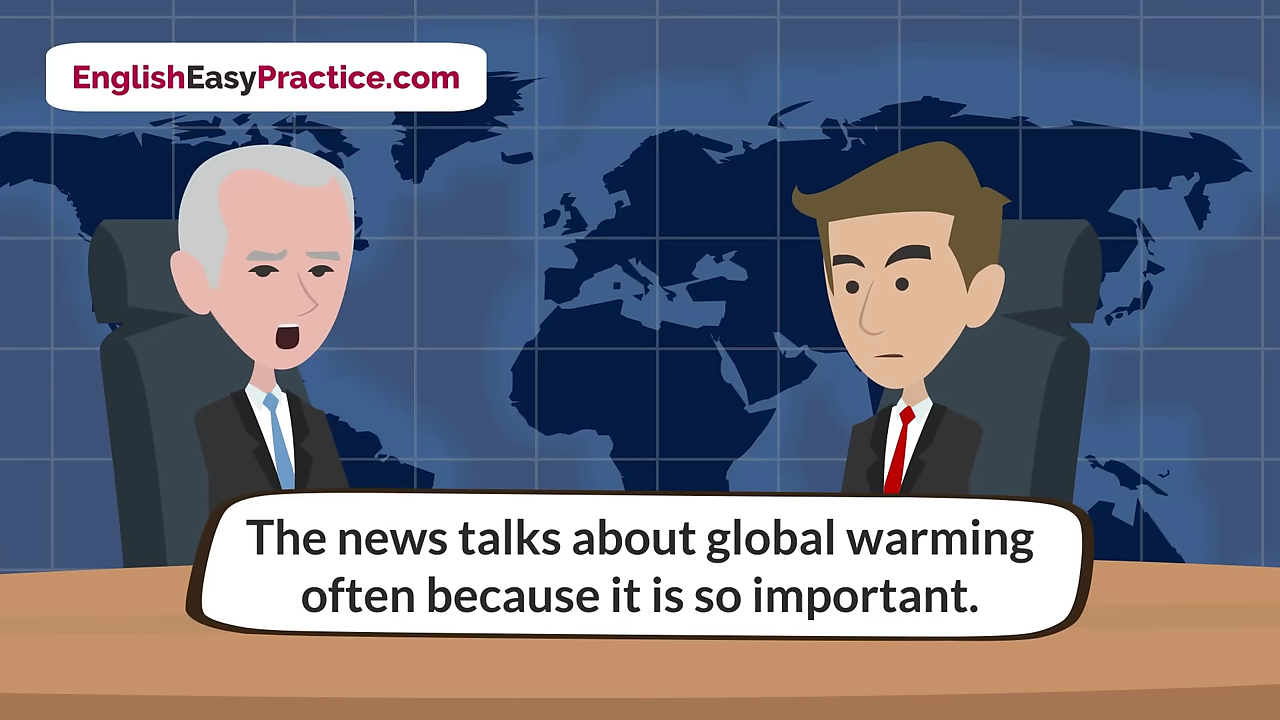 EnglishEasyPractice.com
The news talks about global warming
often because it is so important.